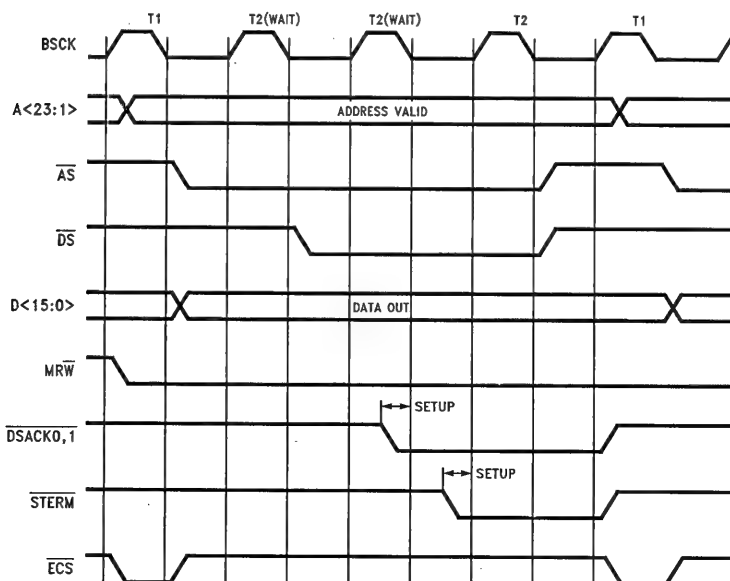 T1 T2(WAIT) T2(WAIT) T2 T1
BSCK
A<23:1> ADDRESS VALID
AS
DS
D<15:0> DATA OUT
MRW
SETUP
DSACK0,1
SETUP
STERM
ECS